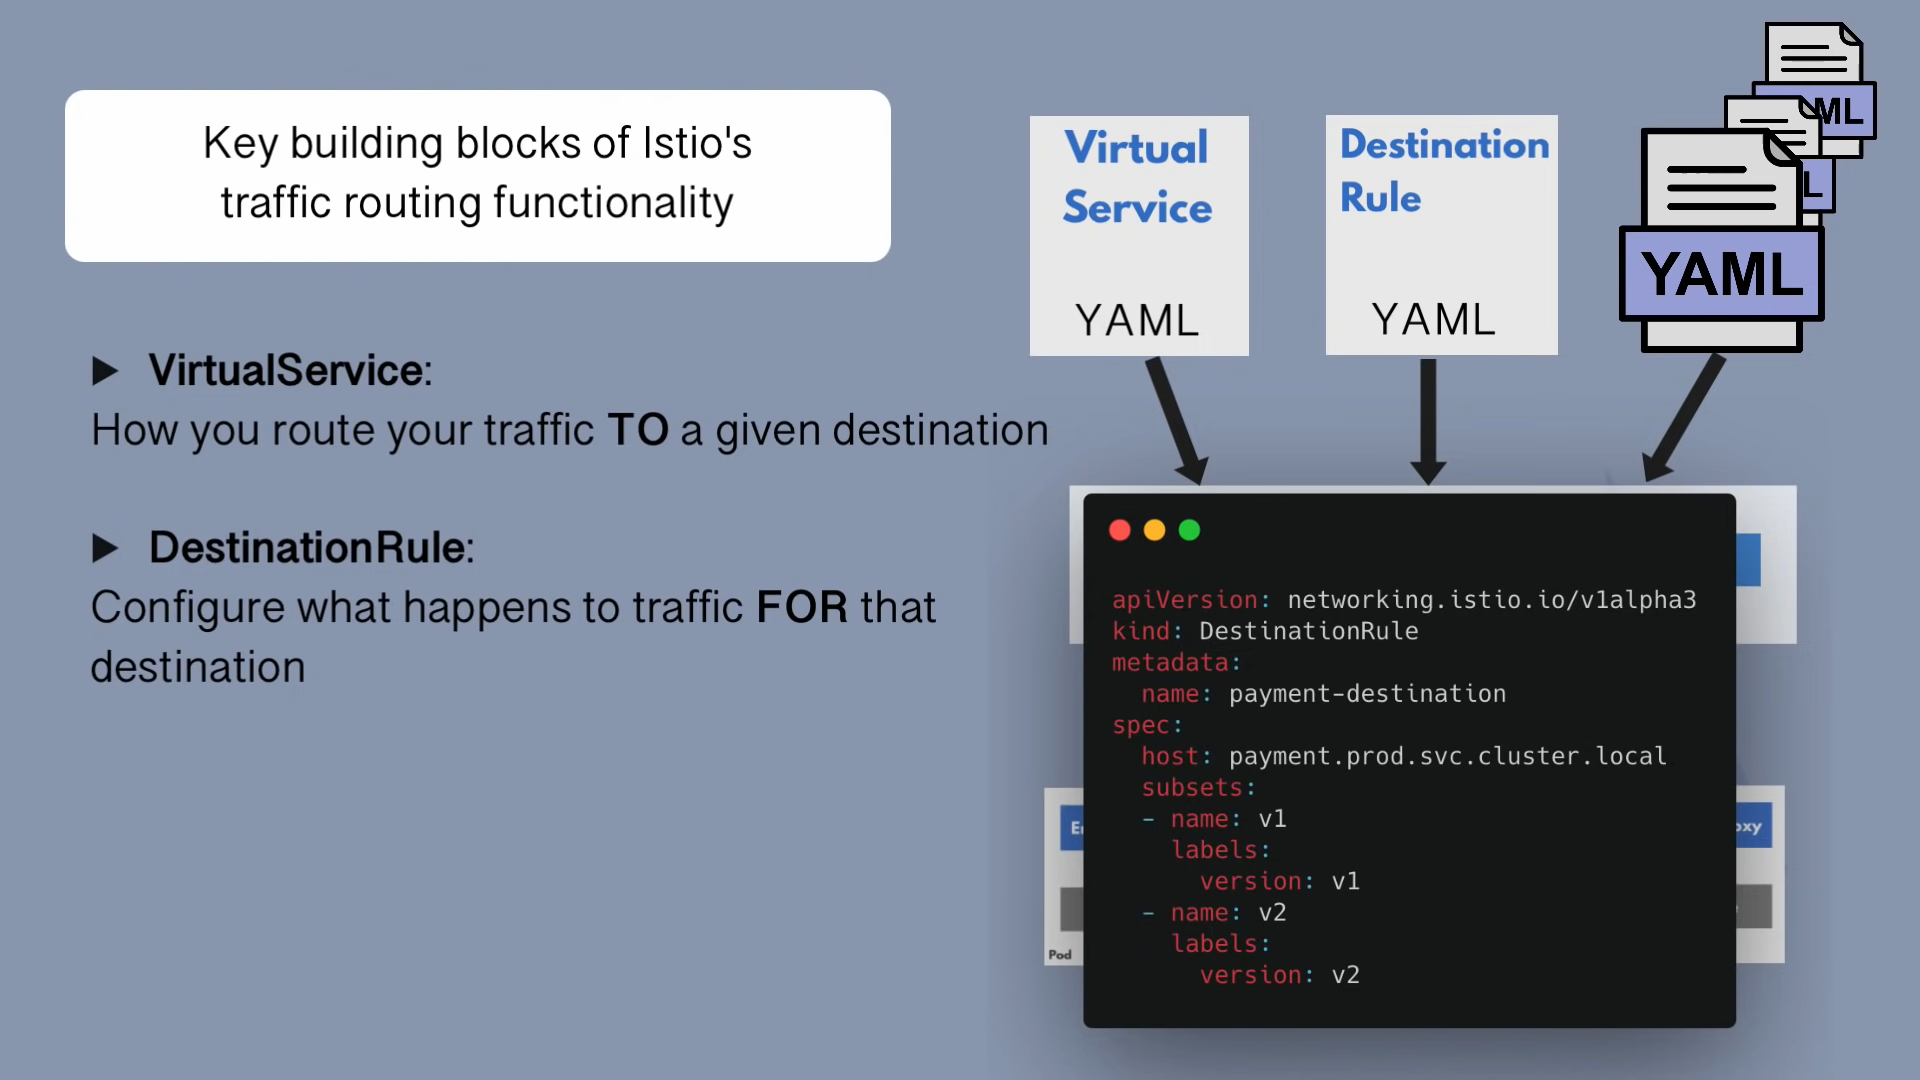 Key building blocks of Istio's
traffic routing functionality
▶ VirtualService:
How you route your traffic TO a given destination
▶ DestinationRule:
Configure what happens to traffic FOR that
destination
Virtual
Service
YAML
Destination
Rule
YAML
YAML
apiVersion: networking.istio.io/v1alpha3
kind: DestinationRule
metadata:
  name: payment-destination
spec:
  host: payment.prod.svc.cluster.local
  subsets:
  - name: v1
    labels:
      version: v1
  - name: v2
    labels:
      version: v2
Pod